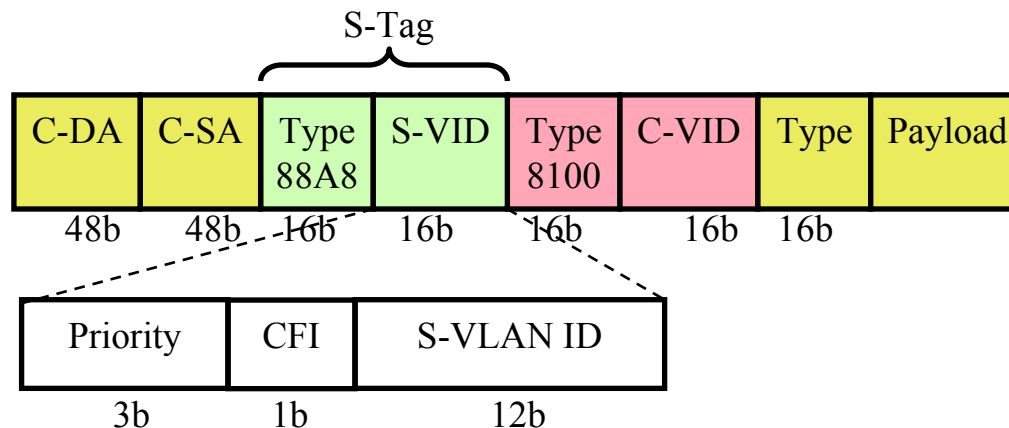 S-Tag
C-DA C-SA Type 88A8 S-VID Type 8100 C-VID Type Payload
48b 48b 16b 16b 16b 16b 16b
Priority CFI S-VLAN ID
3b 1b 12b